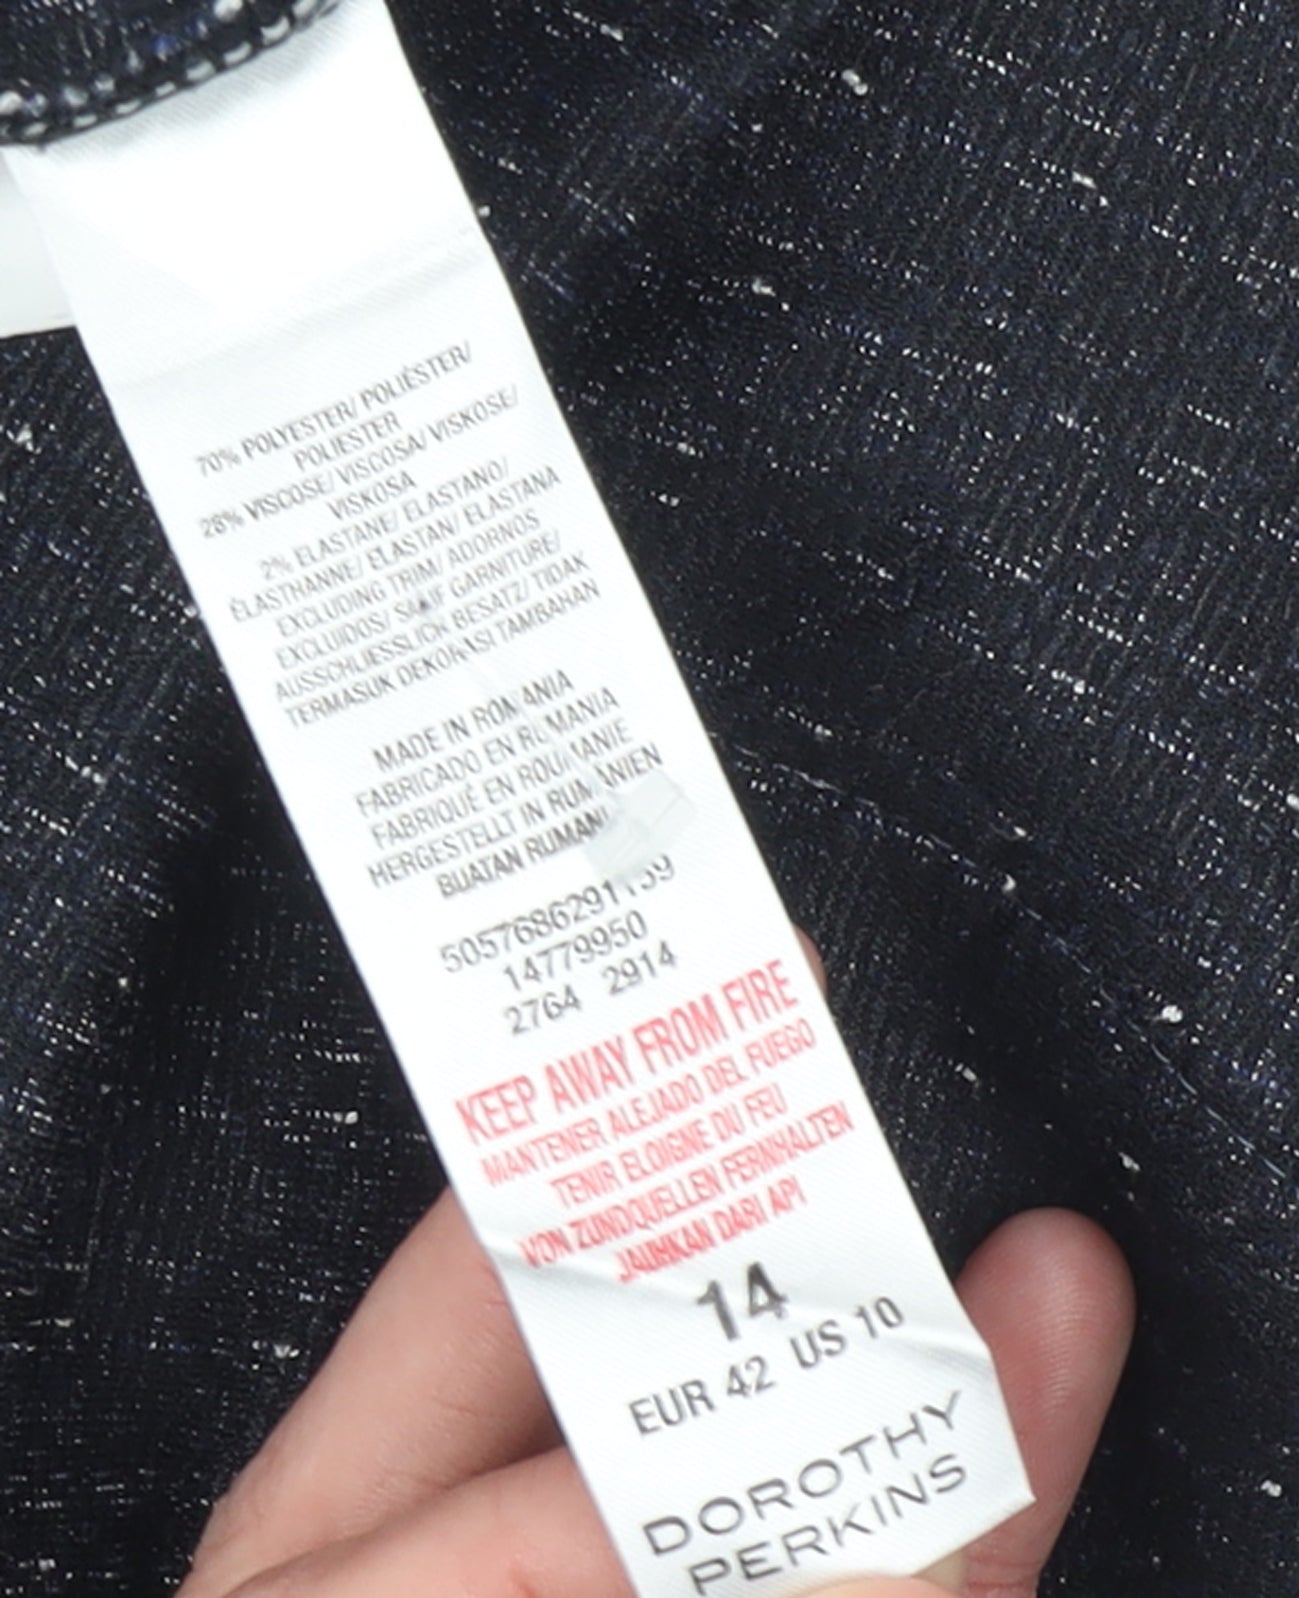 70% POLYESTER/ POLIÉSTER/
POLIESTER
28% VISCOSE/ VISCOSA/ VISKOSE/
VISKOSA
2% ELASTANE/ ELASTANO/
ÉLASTHANNE/ ELASTAN/ ELASTANA
EXCLUDING TRIM/ ADORNOS
EXCLUIDOS/ SAUF GARNITURE/
AUSSCHLIESSLICH BESATZ/ TIDAK
TERMASUK DEKORASI TAMBAHAN
MADE IN ROMANIA
FABRICADO EN RUMANIA
FABRIQUÉ EN ROUMANIE
HERGESTELLT IN RUMÄNIEN
BUATAN RUMANI
14779950
2764 2914
KEEP AWAY FROM FIRE
MANTENER ALEJADO DEL FUEGO
TENIR ELOIGNE DU FEU
VON ZUNDQUELLEN FERNHALTEN
JAUHKAN DARI API
14
EUR 42 US 10
DOROTHY
PERKINS